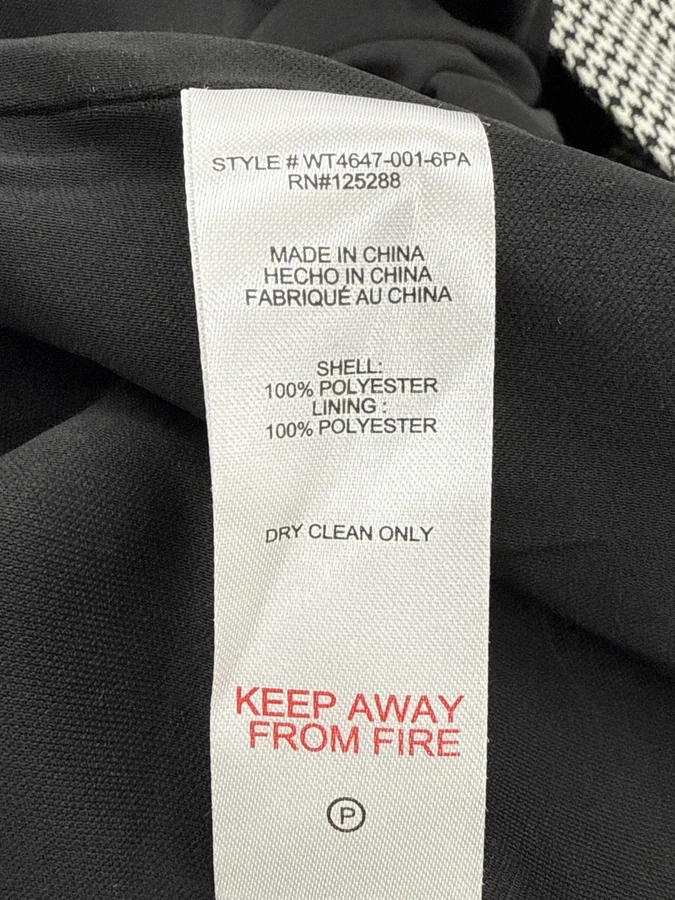 STYLE # WT4647-001-6PA
RN#125288
MADE IN CHINA
HECHO IN CHINA
FABRIQUÉ AU CHINA
SHELL:
100% POLYESTER
LINING :
100% POLYESTER
DRY CLEAN ONLY
KEEP AWAY
FROM FIRE
P